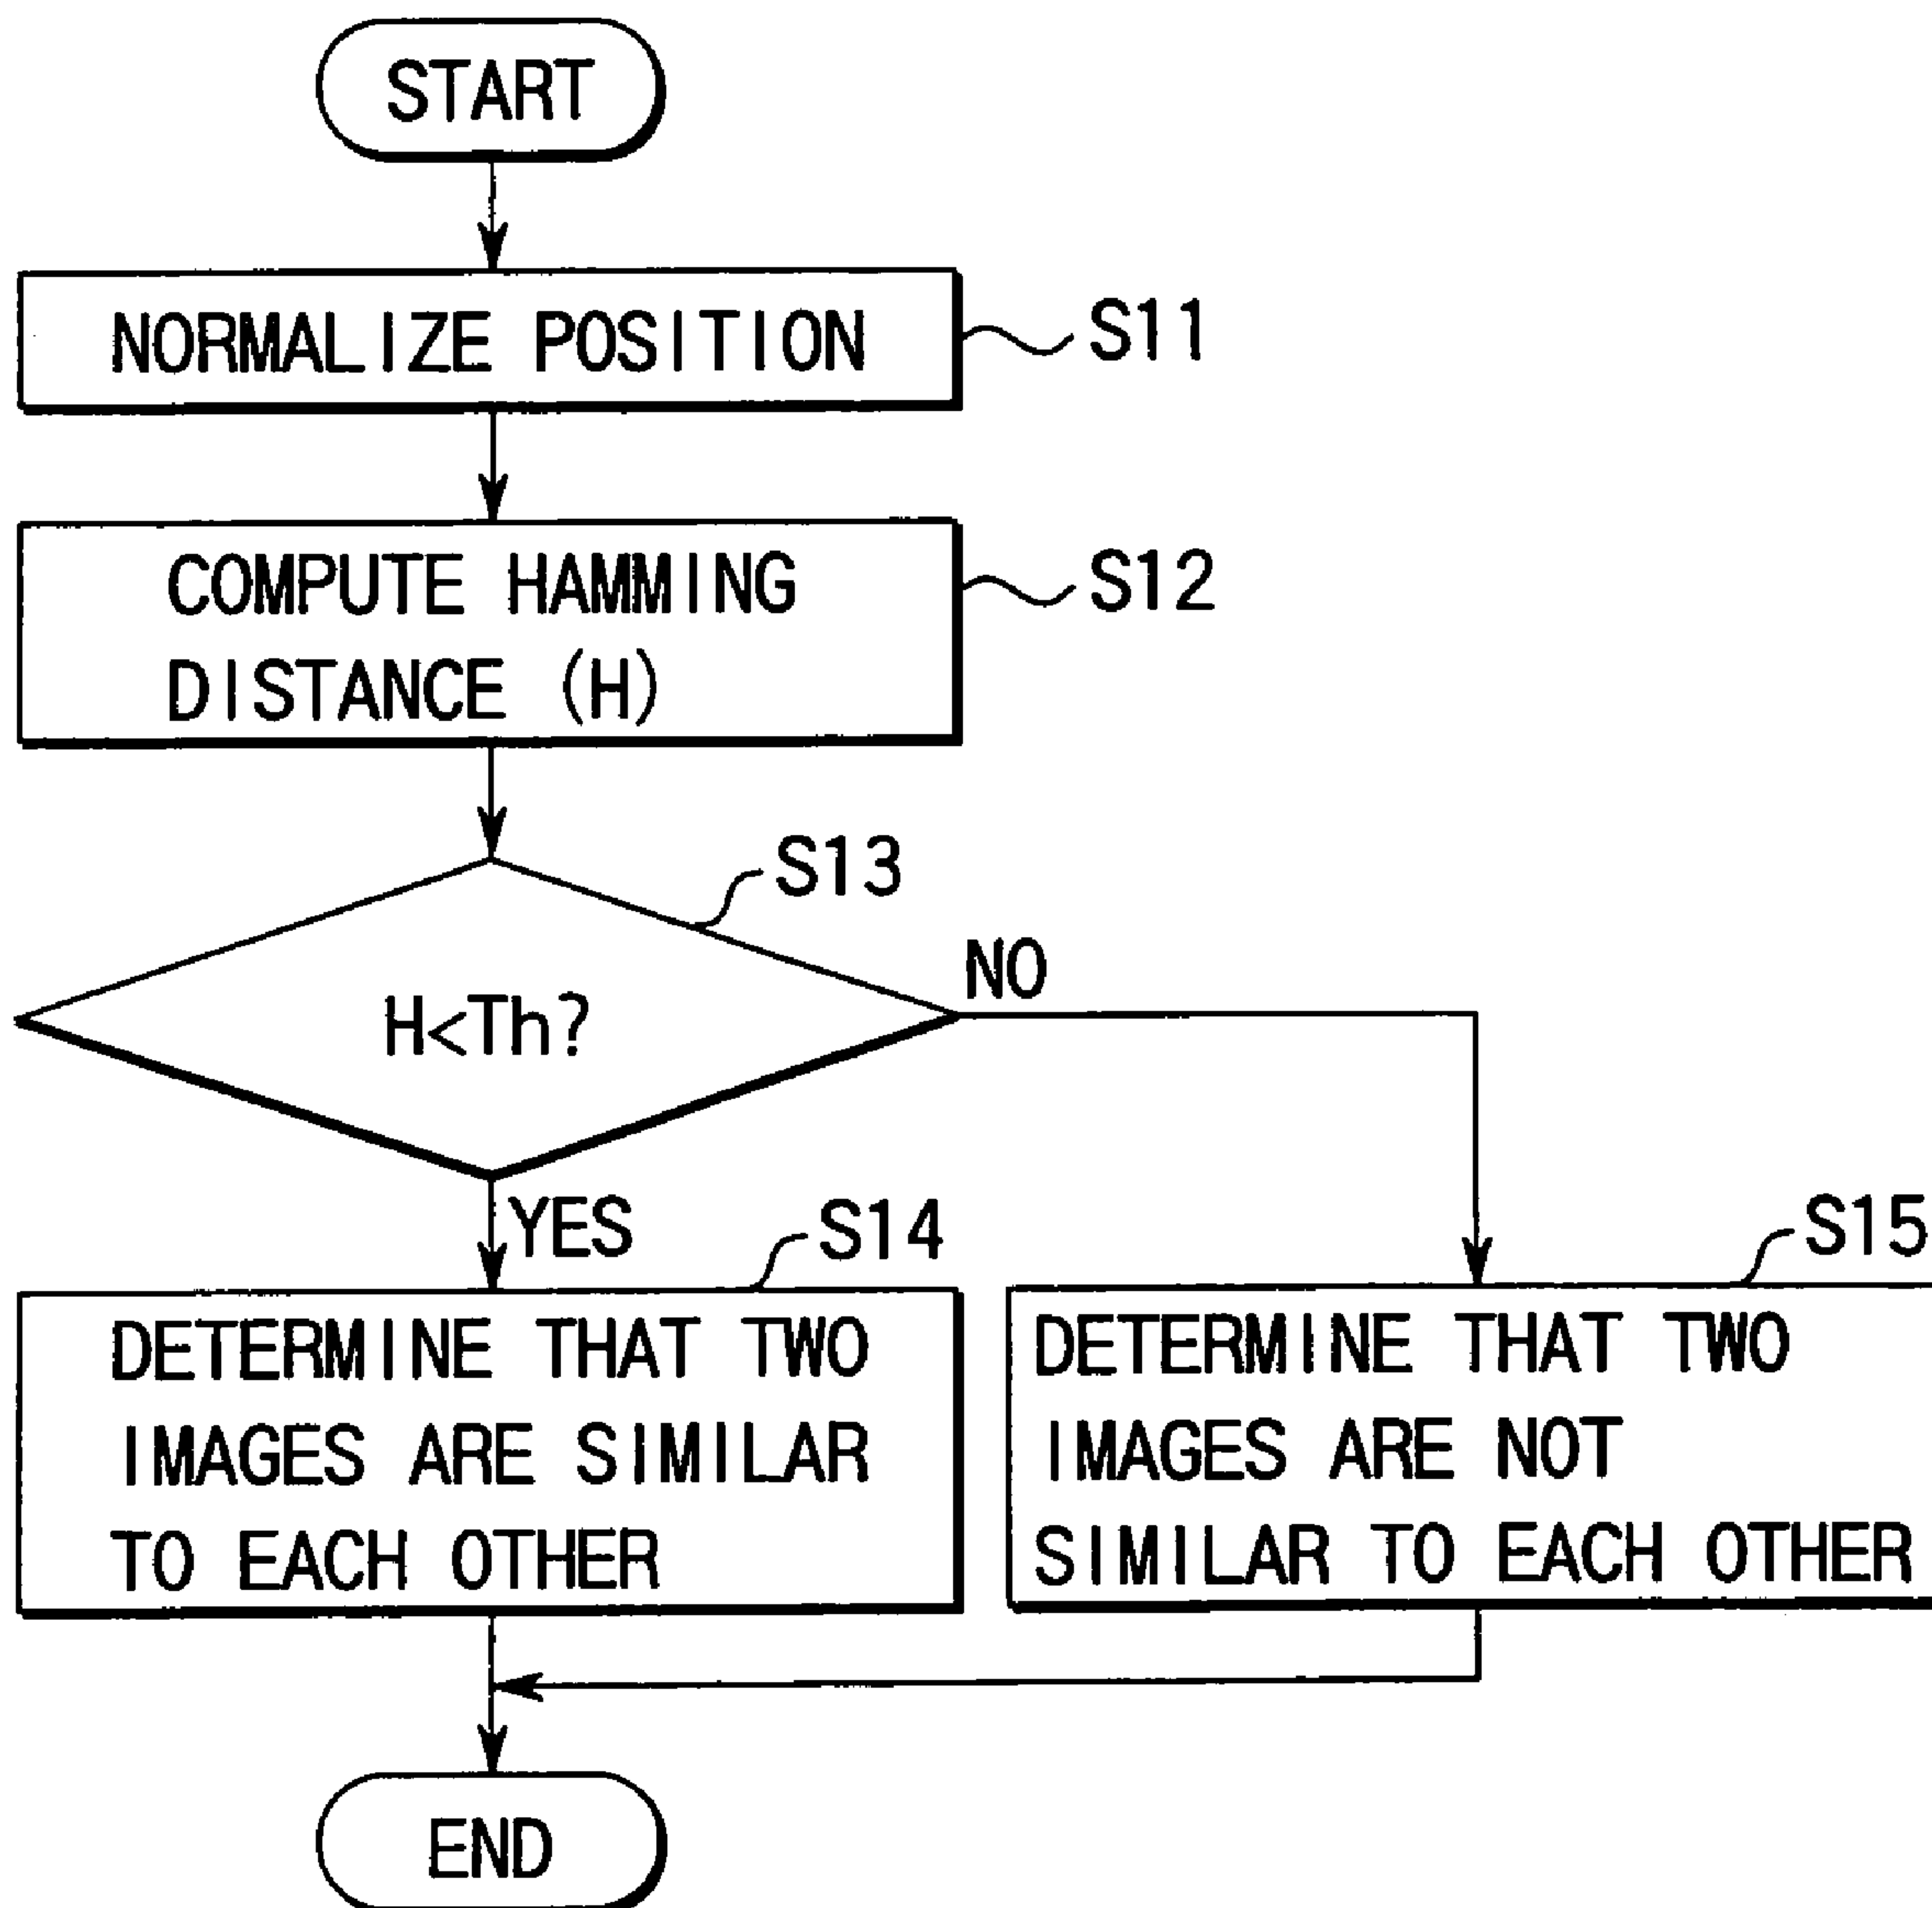 START
NORMALIZE POSITION
S11
COMPUTE HAMMING
DISTANCE (H)
S12
S13
H<Th?
NO
YES
S14
DETERMINE THAT TWO
IMAGES ARE SIMILAR
TO EACH OTHER
S15
DETERMINE THAT TWO
IMAGES ARE NOT
SIMILAR TO EACH OTHER
END